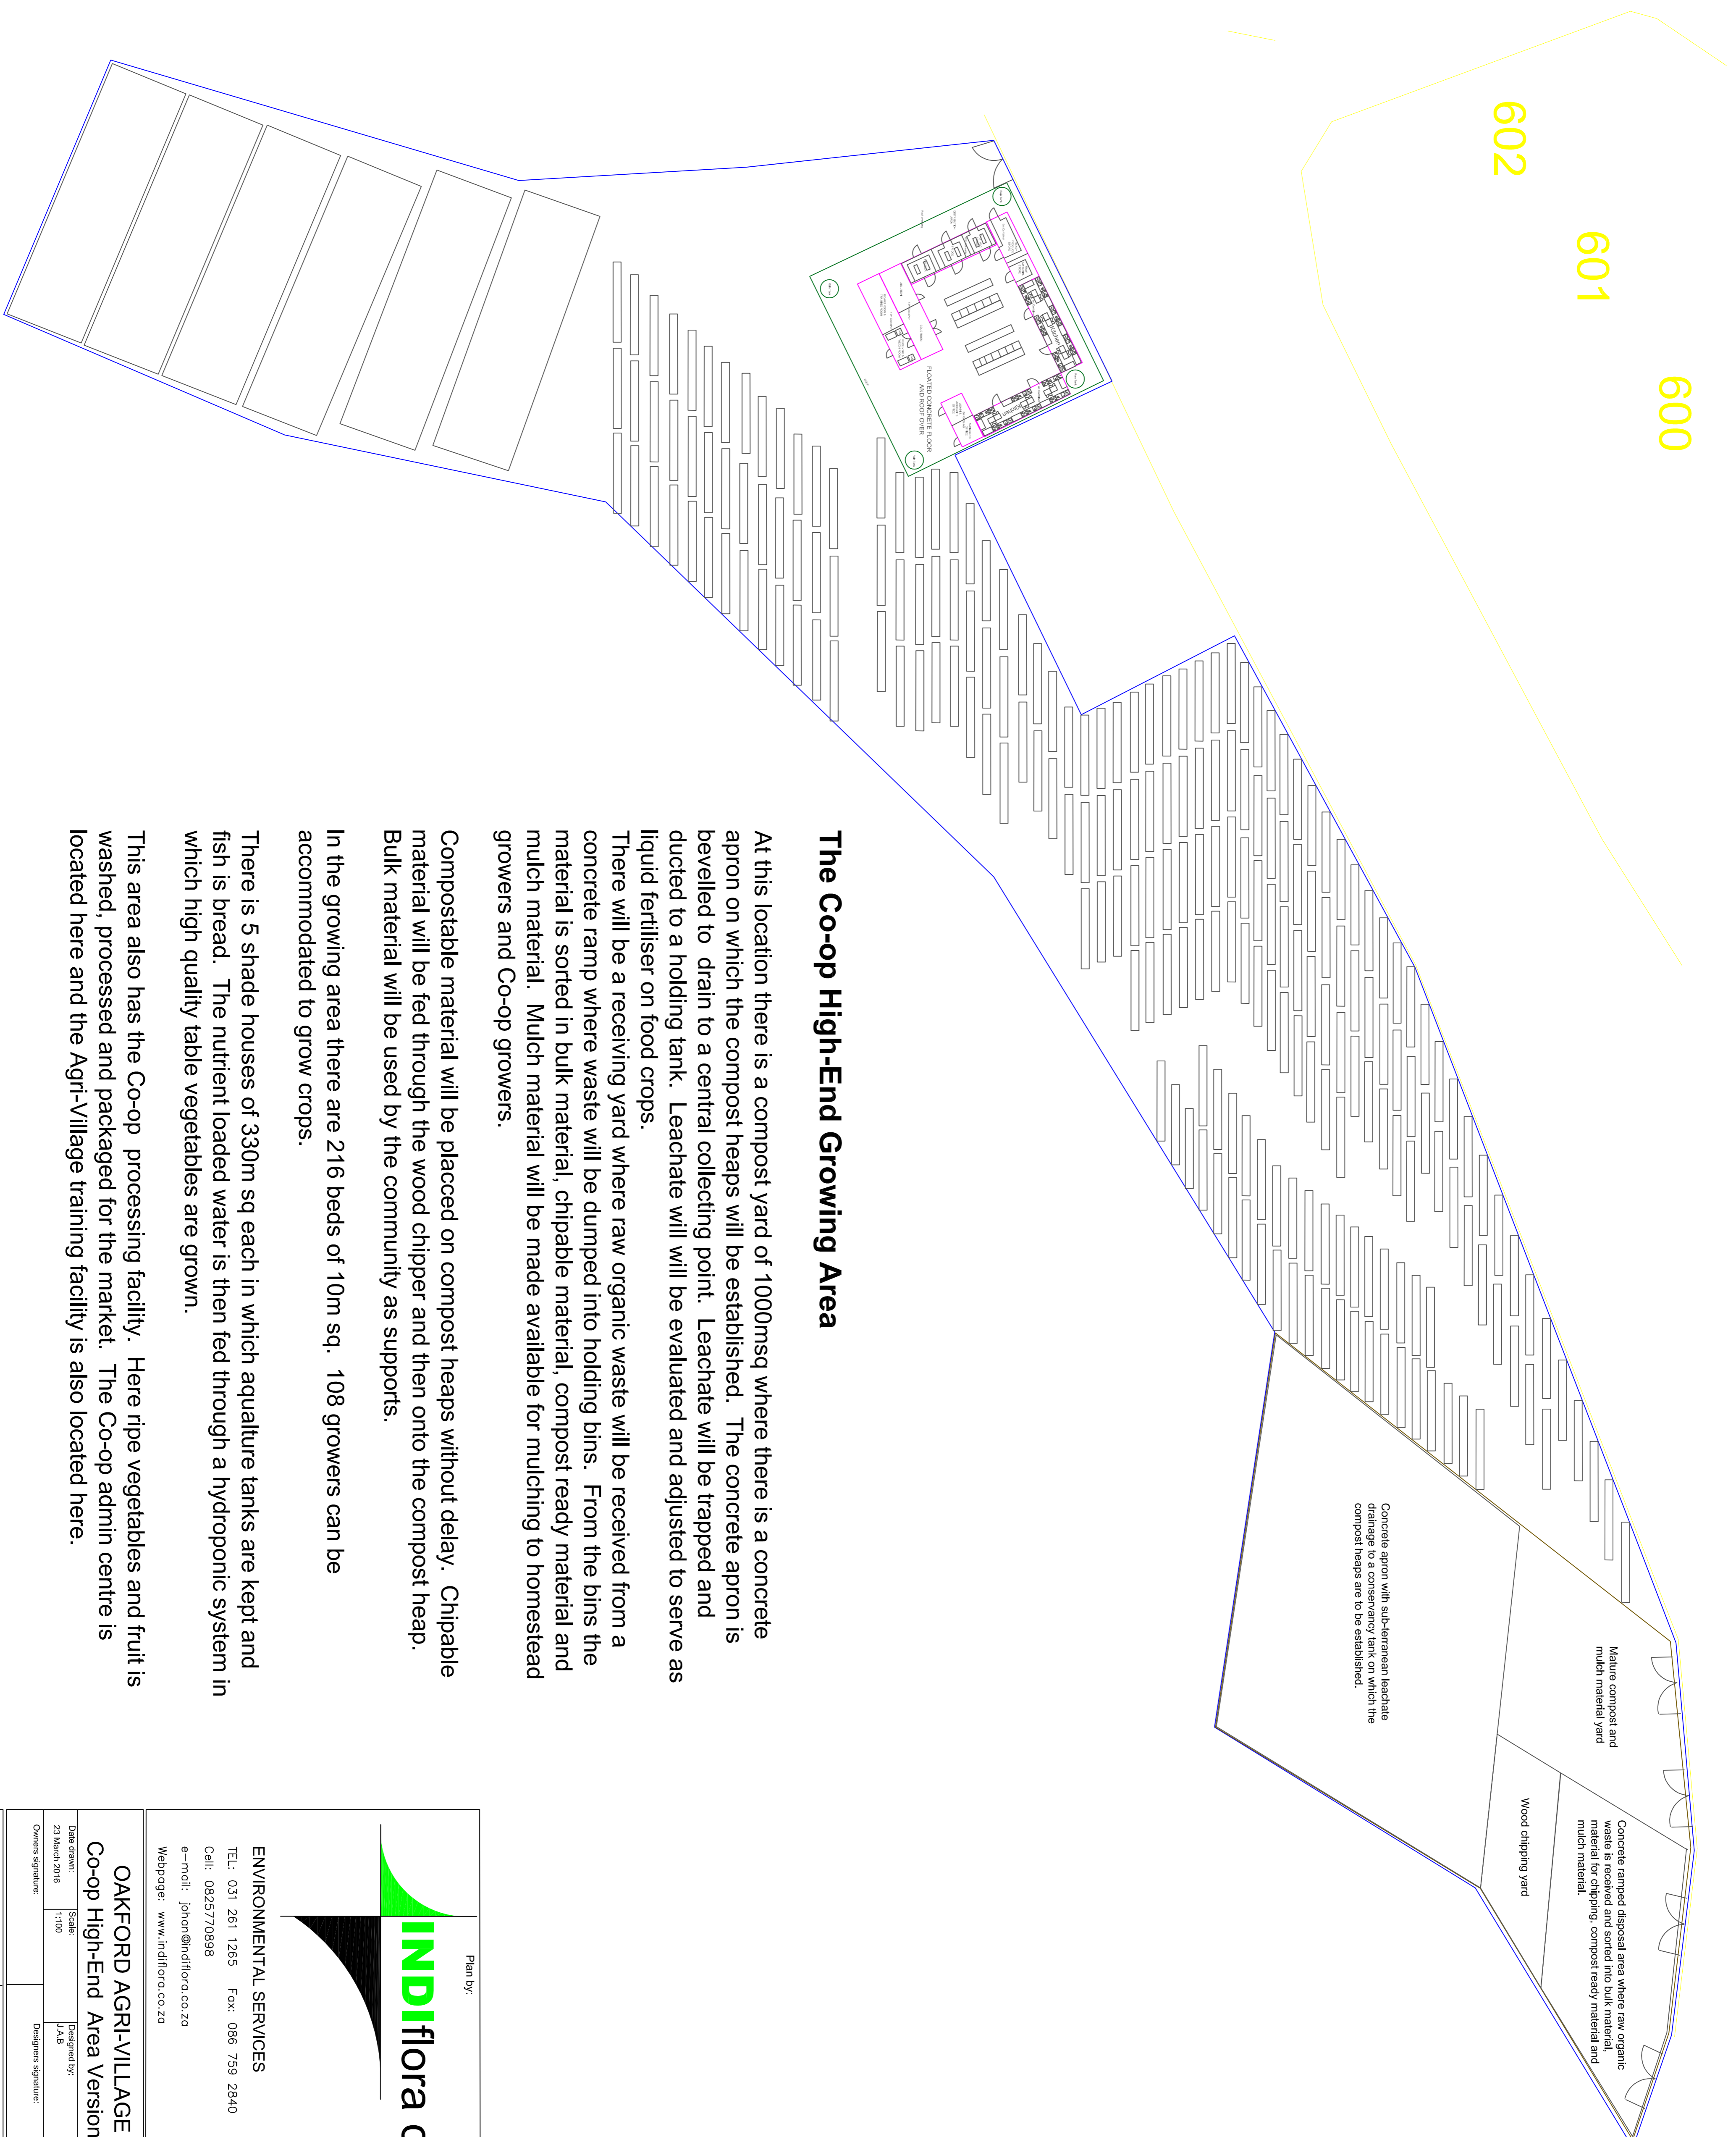 602
601
600
FLOATED CONCRETE FLOOR
AND ROOF OVER
The Co-op High-End Growing Area
At this location there is a compost yard of 1000msq where there is a concrete
apron on which the compost heaps will be established. The concrete apron is
bevelled to drain to a central collecting point. Leachate will be trapped and
ducted to a holding tank. Leachate will will be evaluated and adjusted to serve as
liquid fertiliser on food crops.
There will be a receiving yard where raw organic waste will be received from a
concrete ramp where waste will be dumped into holding bins. From the bins the
material is sorted in bulk material, chipable material, compost ready material and
mulch material. Mulch material will be made available for mulching to homestead
growers and Co-op growers.
Compostable material will be placced on compost heaps without delay. Chipable
material will be fed through the wood chipper and then onto the compost heap.
Bulk material will be used by the community as supports.
In the growing area there are 216 beds of 10m sq. 108 growers can be
accommodated to grow crops.
There is 5 shade houses of 330m sq each in which aqualture tanks are kept and
fish is bread. The nutrient loaded water is then fed through a hydroponic system in
which high quality table vegetables are grown.
This area also has the Co-op processing facility. Here ripe vegetables and fruit is
washed, processed and packaged for the market. The Co-op admin centre is
located here and the Agri-Village training facility is also located here.
Concrete apron with sub-terranean leachate
drainage to a conservancy tank on which the
compost heaps are to be established.
Mature compost and
mulch material yard
Wood chipping yard
Concrete ramped disposal area where raw organic
waste is received and sorted into bulk material,
material for chipping, compost ready material and
mulch material.
Plan by:
INDIflora
ENVIRONMENTAL SERVICES
TEL: 031 261 1265 Fax: 086 759 2840
Cell: 0825770898
e-mail: johan@indiflora.co.za
Webpage: www.indiflora.co.za
OAKFORD AGRI-VILLAGE
Co-op High-End Area Version
Date drawn:
23 March 2016
Scale:
1:100
Designed by:
J.A.B
Owners signature:
Designers signature: